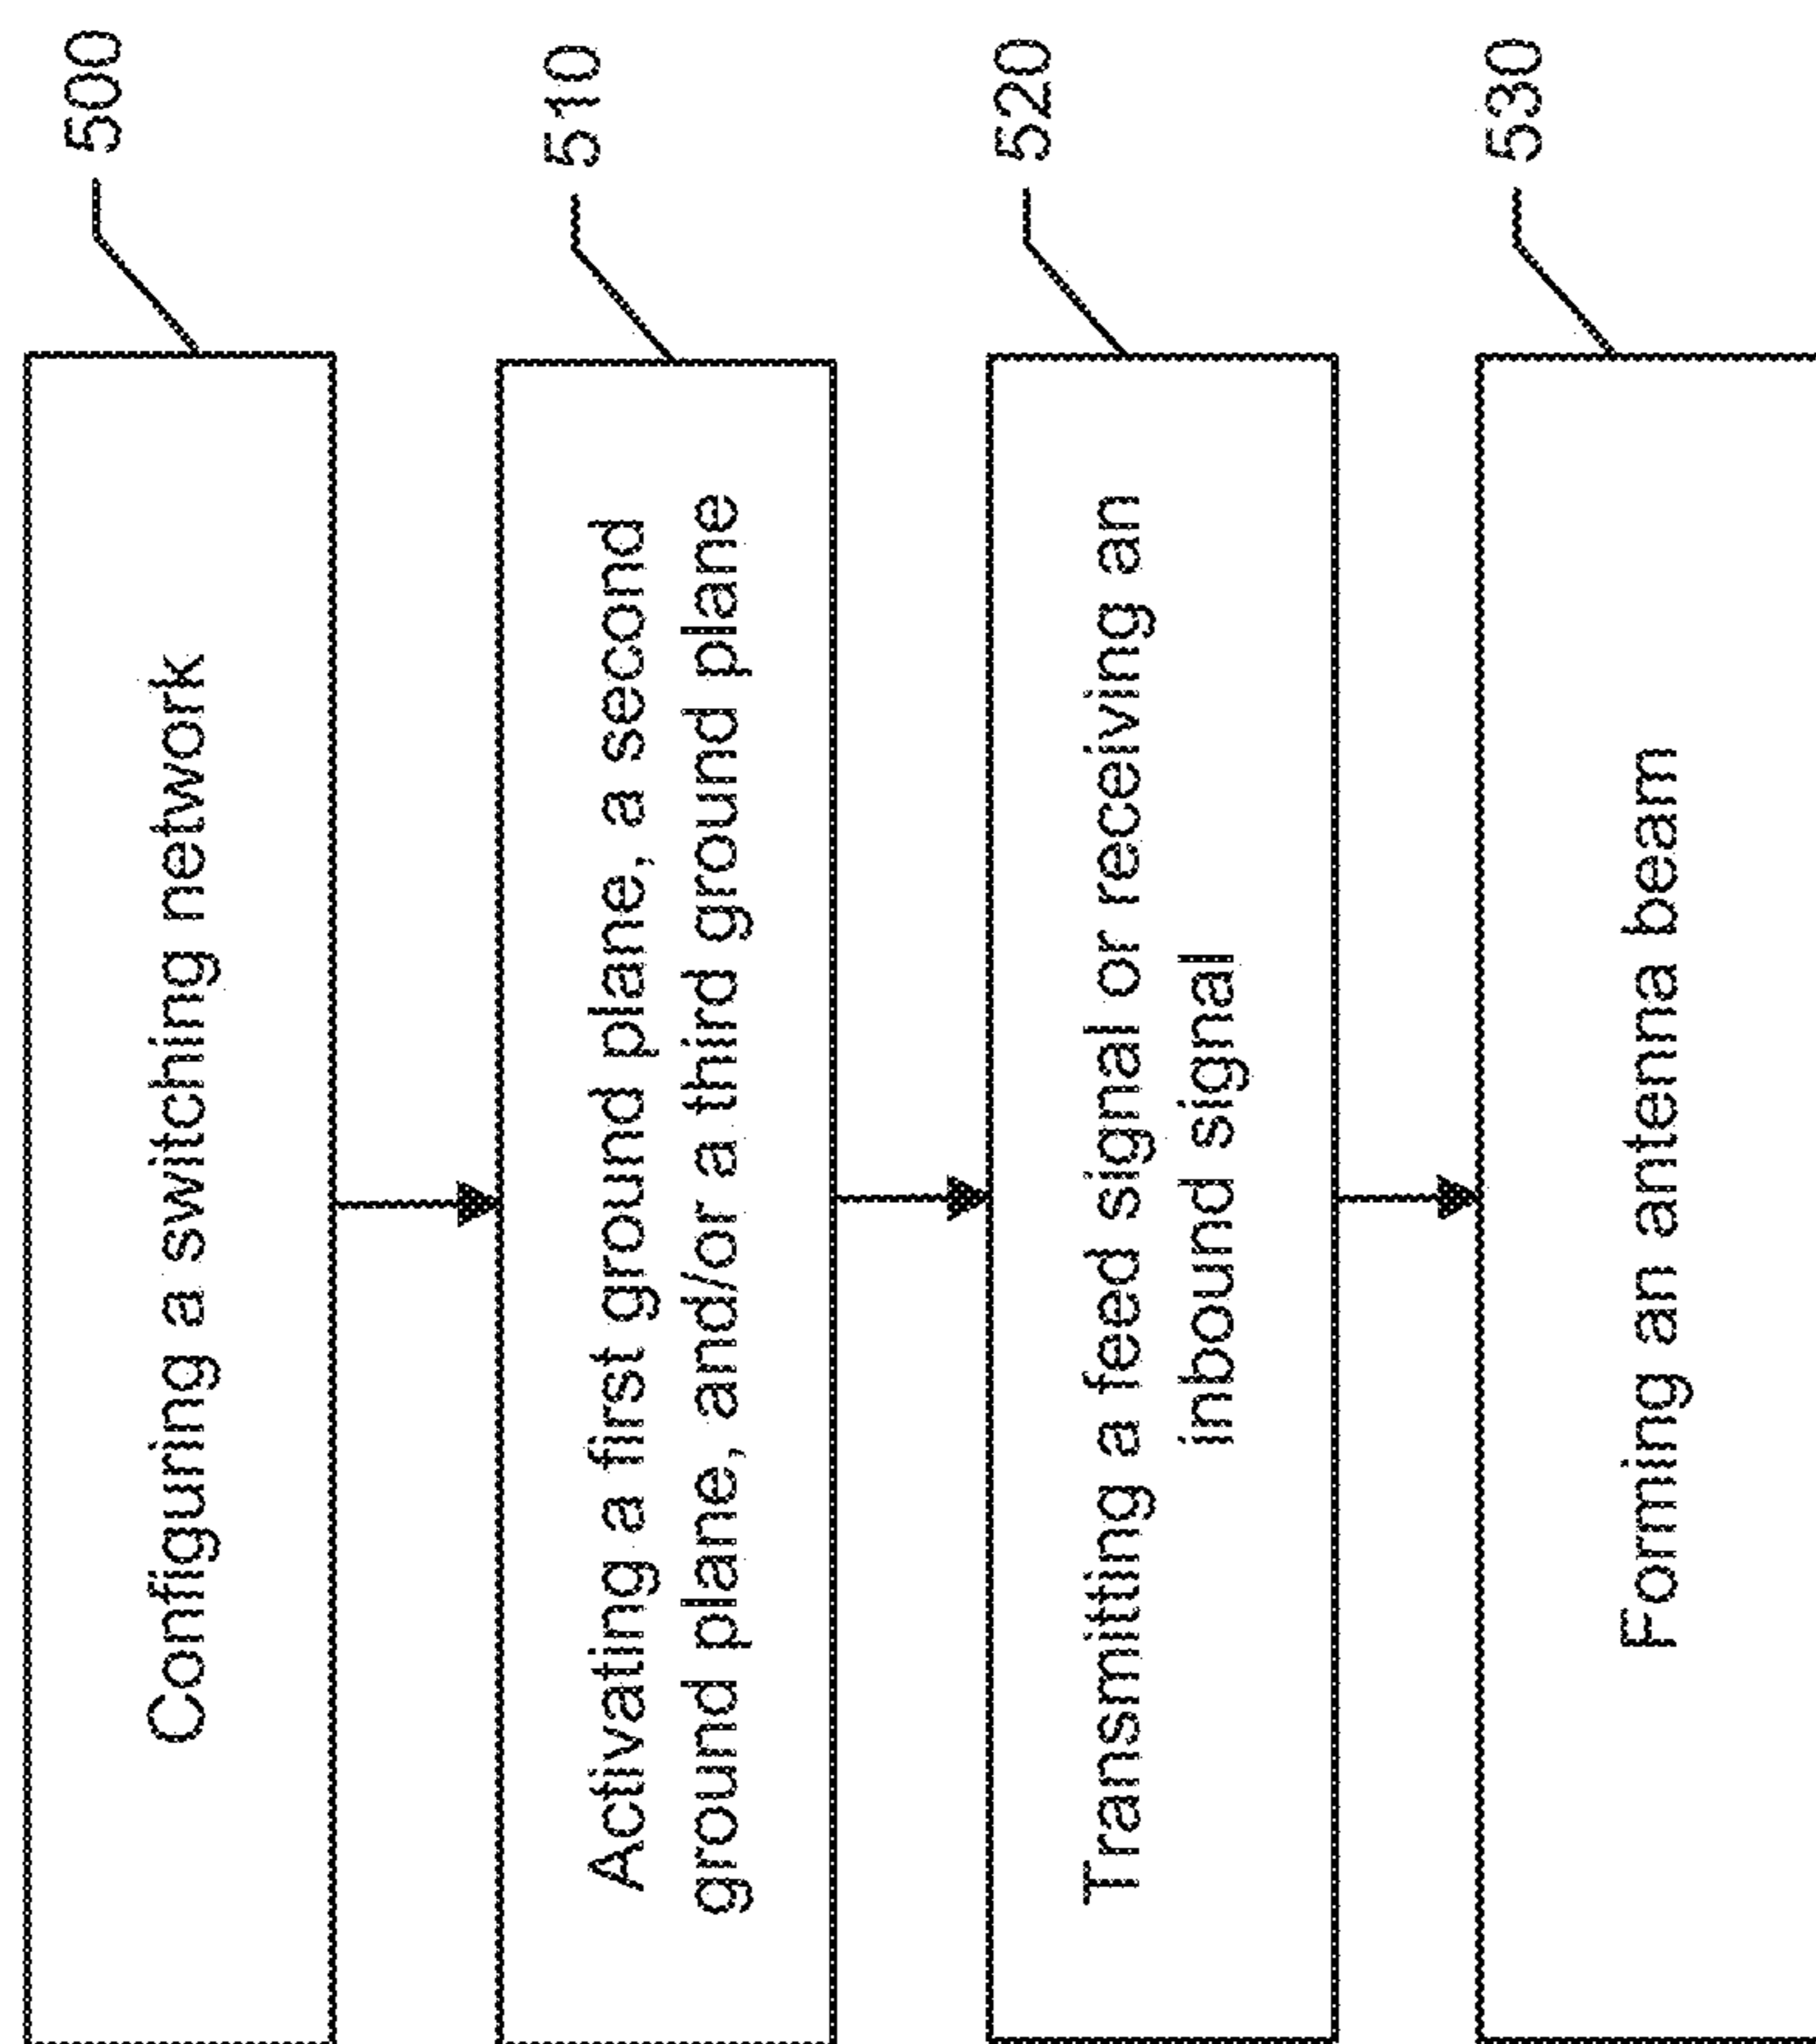 Configuring a switching network
500
Activating a first ground plane, a second
ground plane, and/or a third ground plane
510
Transmitting a feed signal or receiving an
inbound signal
520
Forming an antenna beam
530